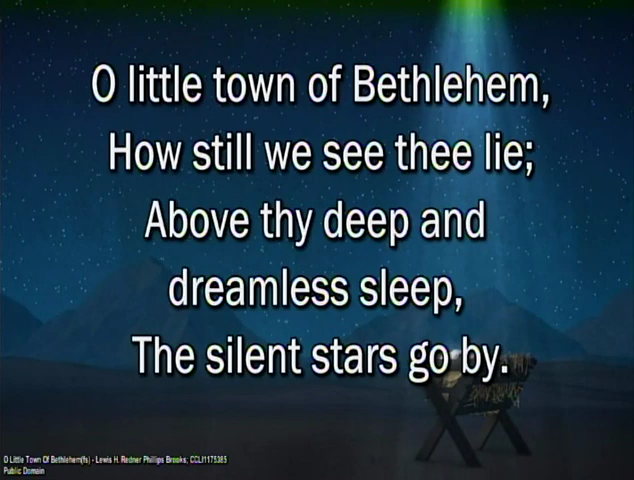 O little town of Bethlehem,
How still we see thee lie;
Above thy deep and
dreamless sleep,
The silent stars go by.
O Little Town Of Bethlehem(fs) - Lewis H. Redner Phillips Brooks; CCLI1175385
Public Domain